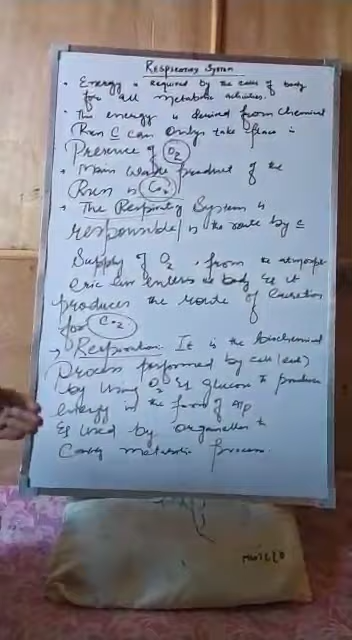 Respiratory System
• Energy is required by the cells of body
for all metabolic activities.
• The energy is derived from chemical
Rxn c̄ can only take place in
Presence of O2
• Main waste product of the
Rxn is Co2
• The Respirty System is
responsible / is the route by c̄
Supply of O2 , from the atmosph
eric air enters the body & it
produces the route of Excretion
for Co2
→ Respiration: It is the biochemical
Process performed by cell
by using O2 & glucose to produce
energy in the form of ATP
& used by organelles to
Carry metabolic process.